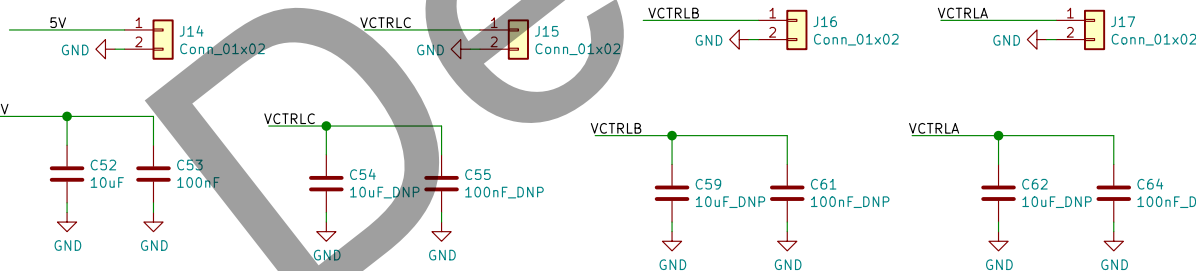 5V 1 J14
GND 2 Conn_01x02
VCTRLC 1 J15
GND 2 Conn_01x02
VCTRLB 1 J16
GND 2 Conn_01x02
VCTRLA 1 J17
GND 2 Conn_01x02
V
C52
10uF
GND
C53
100nF
GND
VCTRLC
C54
10uF_DNP
GND
C55
100nF_DNP
GND
VCTRLB
C59
10uF_DNP
GND
C61
100nF_DNP
GND
VCTRLA
C62
10uF_DNP
GND
C64
100nF_D
GND
De